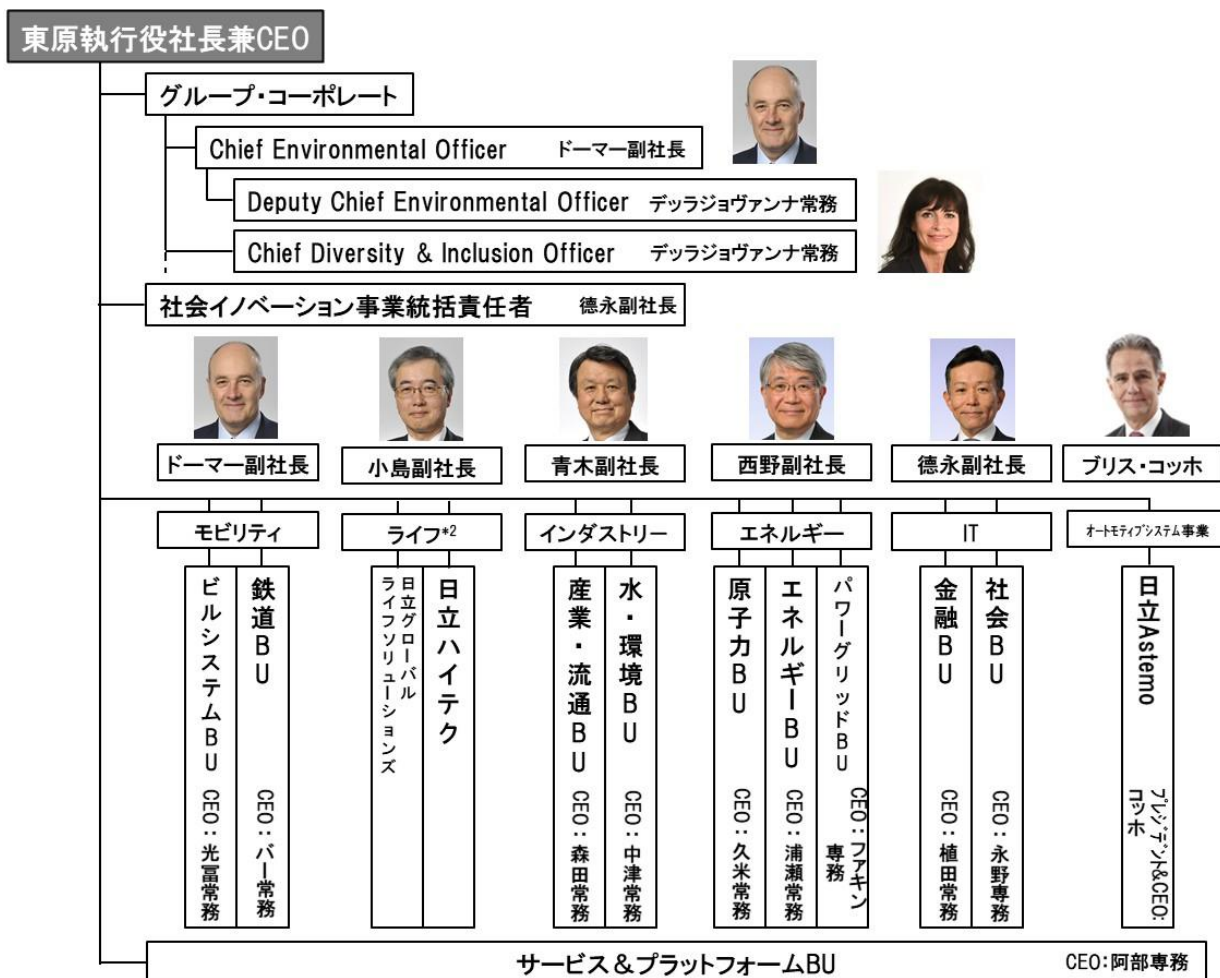 東原執行役社長兼CEO
グループ・コーポレート
Chief Environmental Officer ドーマー副社長
Deputy Chief Environmental Officer デッラジョヴァンナ常務
Chief Diversity & Inclusion Officer デッラジョヴァンナ常務
社会イノベーション事業統括責任者 德永副社長
ドーマー副社長
小島副社長
青木副社長
西野副社長
德永副社長
ブリス・コッホ
モビリティ
ライフ*2
インダストリー
エネルギー
IT
オートモティブシステム事業
ビルシステムBU CEO:光冨常務
鉄道BU CEO:バー常務
日立グローバル
ライフソリューションズ
日立ハイテク
産業・流通BU CEO:森田常務
水・環境BU CEO:中津常務
原子力BU CEO:久米常務
エネルギーBU CEO:浦瀬常務
パワーグリッドBU
CEO:ファキン
専務
金融BU CEO:植田常務
社会BU CEO:永野専務
日立Astemo
プレジデント&CEO:
コッホ
サービス&プラットフォームBU CEO:阿部専務